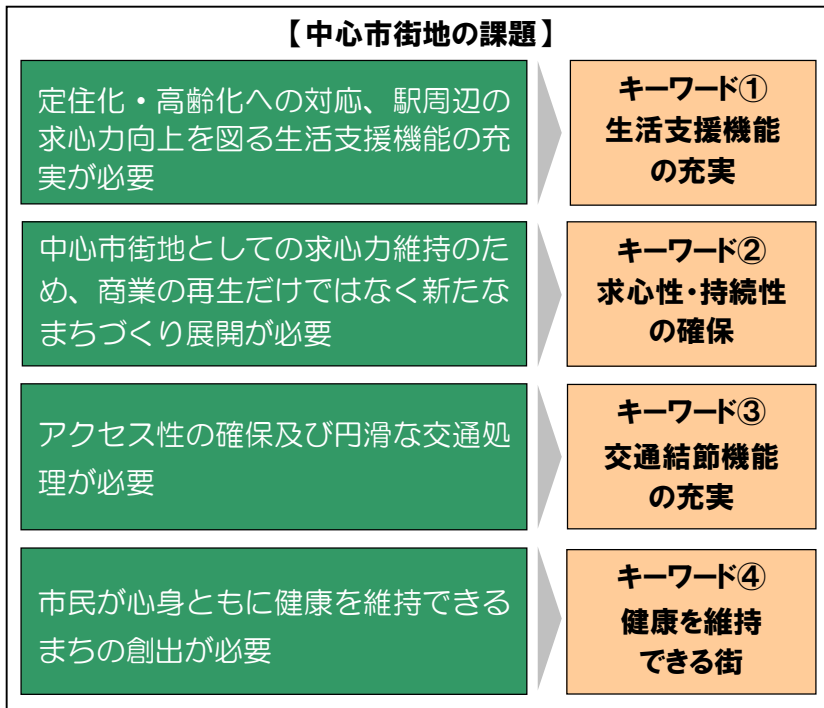 【中心市街地の課題】
定住化・高齢化への対応、駅周辺の
求心力向上を図る生活支援機能の充
実が必要
キーワード①
生活支援機能
の充実
中心市街地としての求心力維持のた
め、商業の再生だけではなく新たな
まちづくり展開が必要
キーワード②
求心性・持続性
の確保
アクセス性の確保及び円滑な交通処
理が必要
キーワード③
交通結節機能
の充実
市民が心身ともに健康を維持できる
まちの創出が必要
キーワード④
健康を維持
できる街